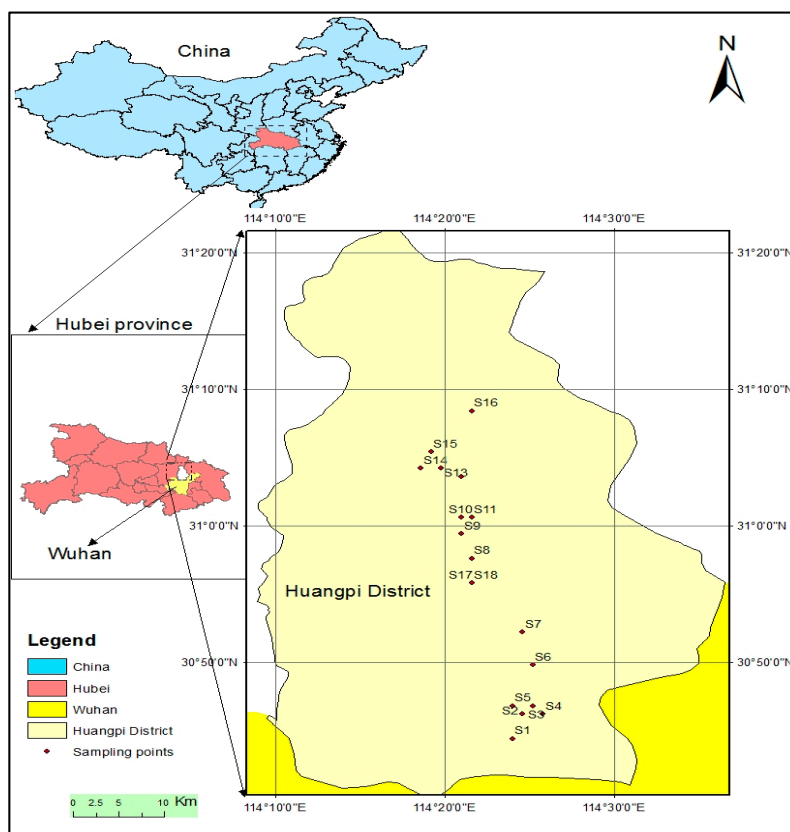 China
N
114°10'0"E 114°20'0"E 114°30'0"E
31°20'0"N 31°20'0"N
Hubei province
31°10'0"N 31°10'0"N
S16
S15
S14
S13
S10 S11
31°0'0"N 31°0'0"N
S9
S8
Wuhan
S17 S18
Huangpi District
S7
Legend
S6
30°50'0"N 30°50'0"N
China
Hubei
S5
S4
S2 S3
Wuhan
Huangpi District
S1
Sampling points
0 2.5 5 10 Km
114°10'0"E 114°20'0"E 114°30'0"E